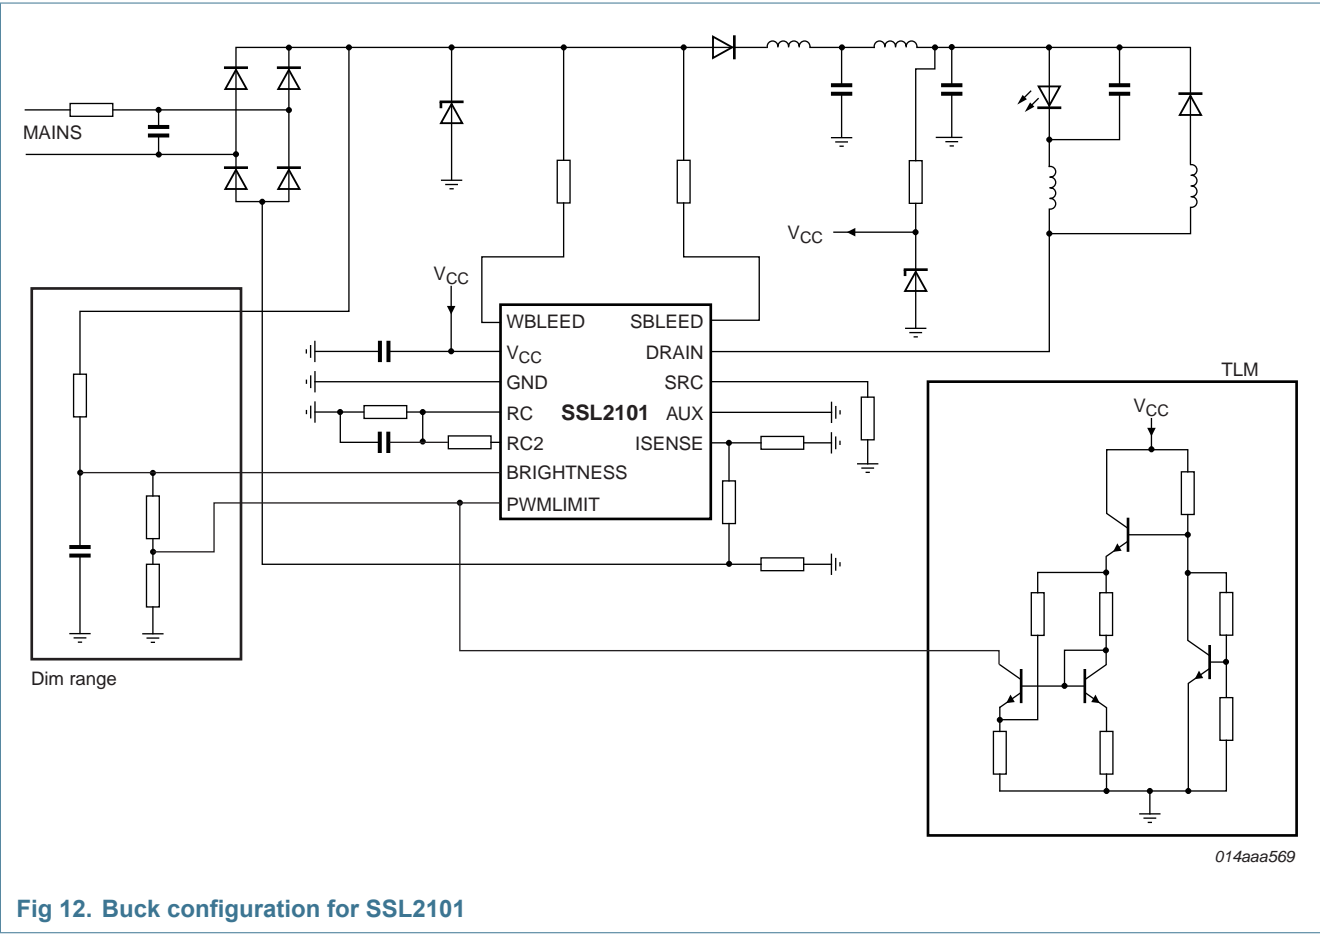 MAINS
VCC
VCC
WBLEED
SBLEED
VCC
DRAIN
GND
SRC
RC
SSL2101
AUX
RC2
ISENSE
BRIGHTNESS
PWMLIMIT
TLM
VCC
Dim range
014aaa569
Fig 12. Buck configuration for SSL2101